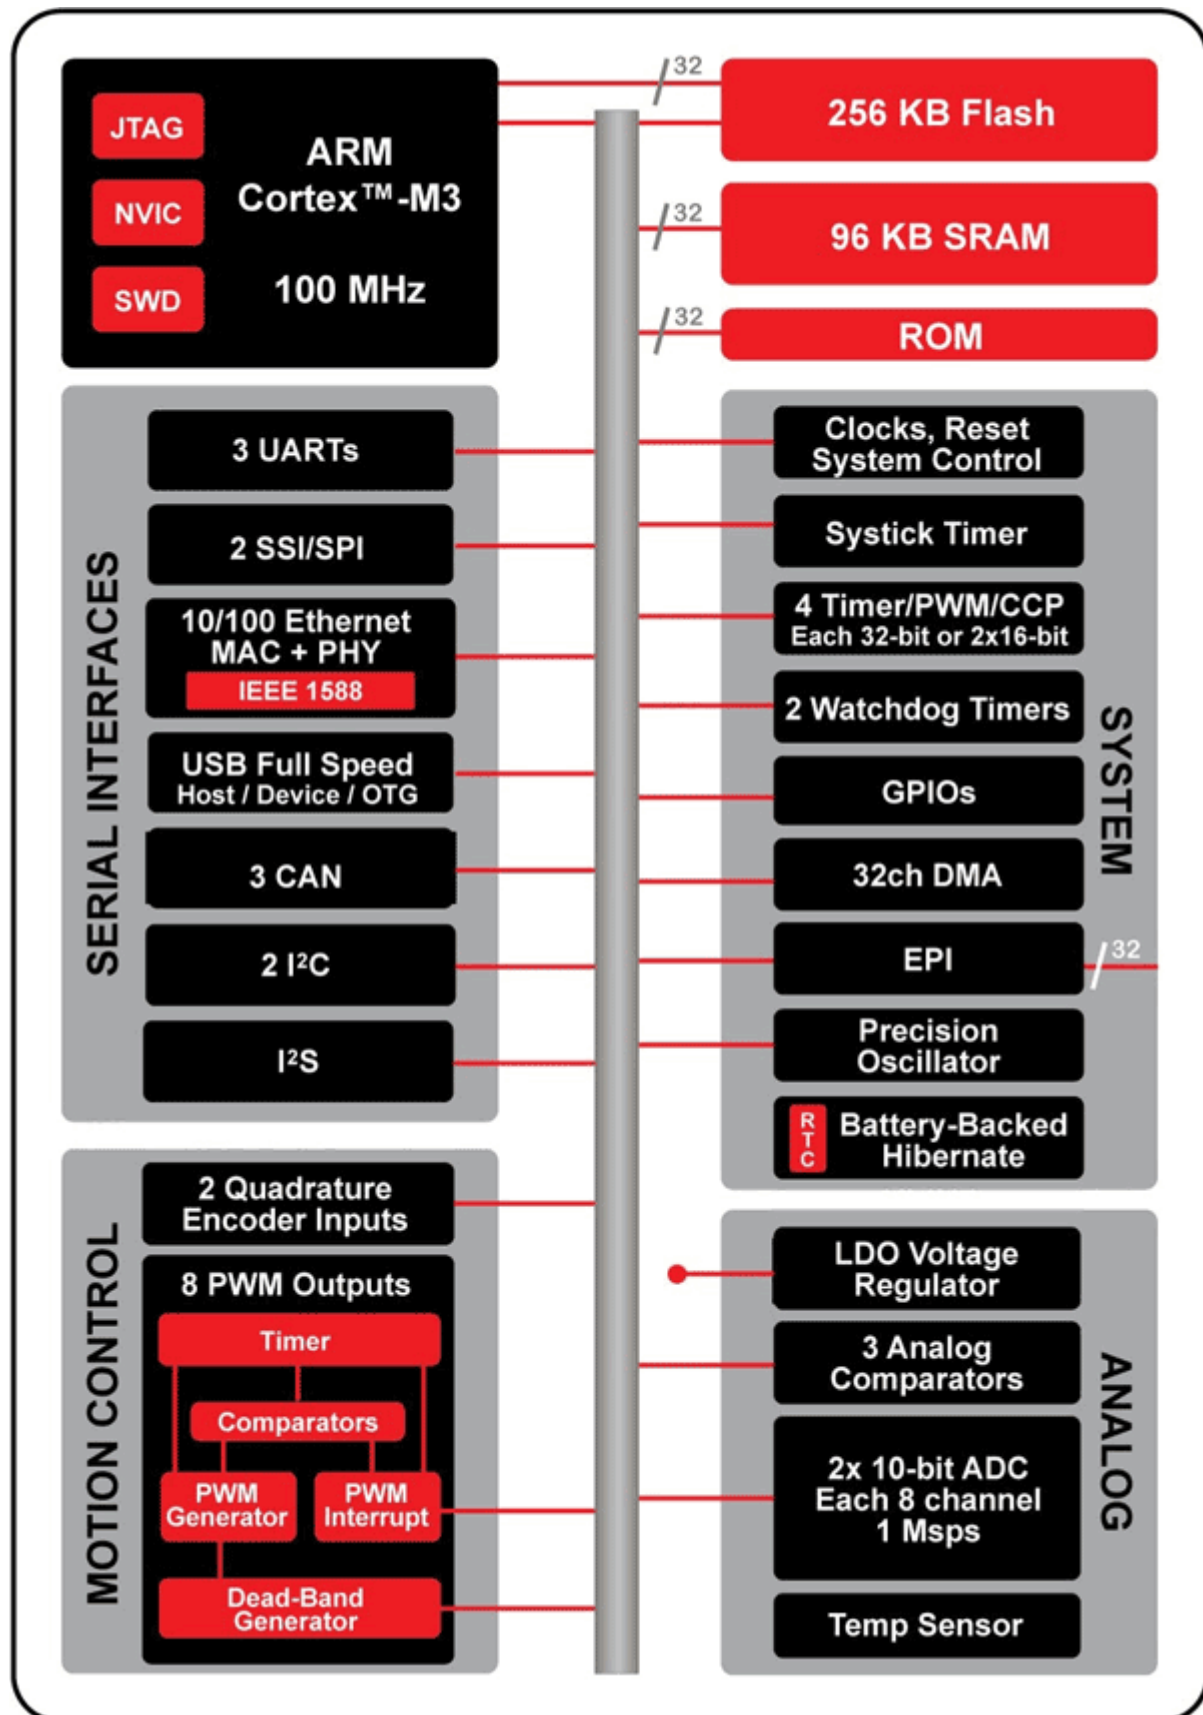 JTAG
NVIC
SWD
ARM
Cortex™-M3
100 MHz
32
256 KB Flash
32
96 KB SRAM
32
ROM
SERIAL INTERFACES
3 UARTs
2 SSI/SPI
10/100 Ethernet
MAC + PHY
IEEE 1588
USB Full Speed
Host / Device / OTG
3 CAN
2 I²C
I²S
SYSTEM
Clocks, Reset
System Control
Systick Timer
4 Timer/PWM/CCP
Each 32-bit or 2x16-bit
2 Watchdog Timers
GPIOs
32ch DMA
EPI
32
Precision
Oscillator
RTC
Battery-Backed
Hibernate
MOTION CONTROL
2 Quadrature
Encoder Inputs
8 PWM Outputs
Timer
Comparators
PWM
Generator
PWM
Interrupt
Dead-Band
Generator
ANALOG
LDO Voltage
Regulator
3 Analog
Comparators
2x 10-bit ADC
Each 8 channel
1 Msps
Temp Sensor